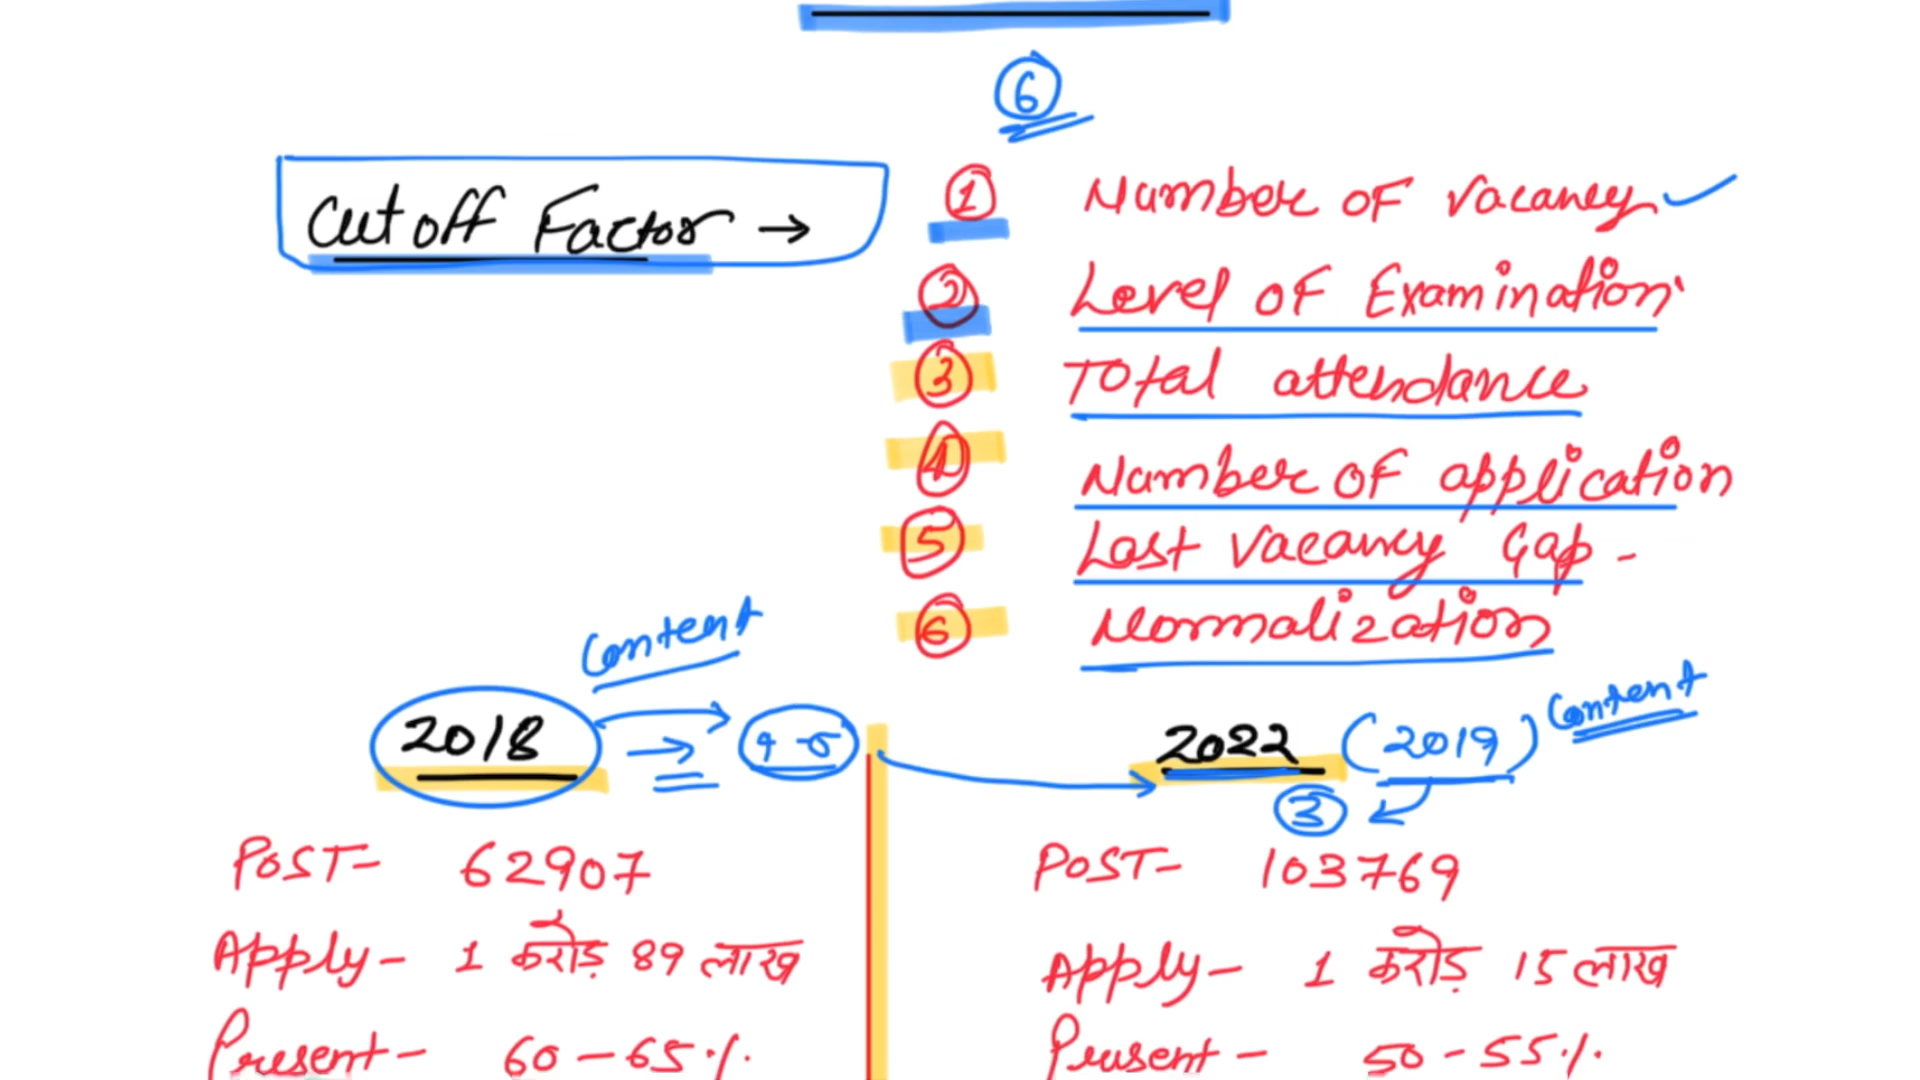 6
Cutoff Factor →
1 Number of vacancy ✓
2 Level of Examination
3 Total attendance
4 Number of application
5 Last vacancy Gap -
6 Normalization
Content
2018 → 4-5
2022 (2019) Content
3
Post- 62907
Apply- 1 करोड़ 89 लाख
Present- 60-65%.
Post- 103769
Apply- 1 करोड़ 15 लाख
Present- 50-55%.